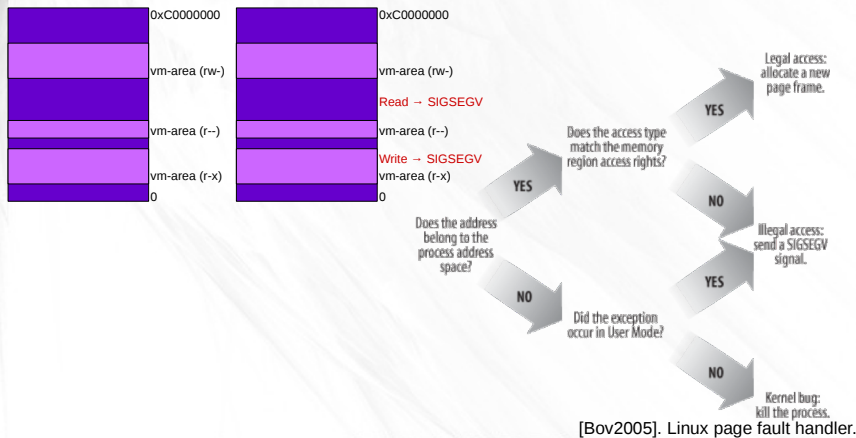 0xC0000000
vm-area (rw-)
vm-area (r--)
vm-area (r-x)
0
0xC0000000
vm-area (rw-)
Read → SIGSEGV
vm-area (r--)
Write → SIGSEGV
vm-area (r-x)
0
Does the address
belong to the
process address
space?
YES
NO
Does the access type
match the memory
region access rights?
YES
NO
Did the exception
occur in User Mode?
YES
NO
Legal access:
allocate a new
page frame.
Illegal access:
send a SIGSEGV
signal.
Kernel bug:
kill the process.
[Bov2005]. Linux page fault handler.